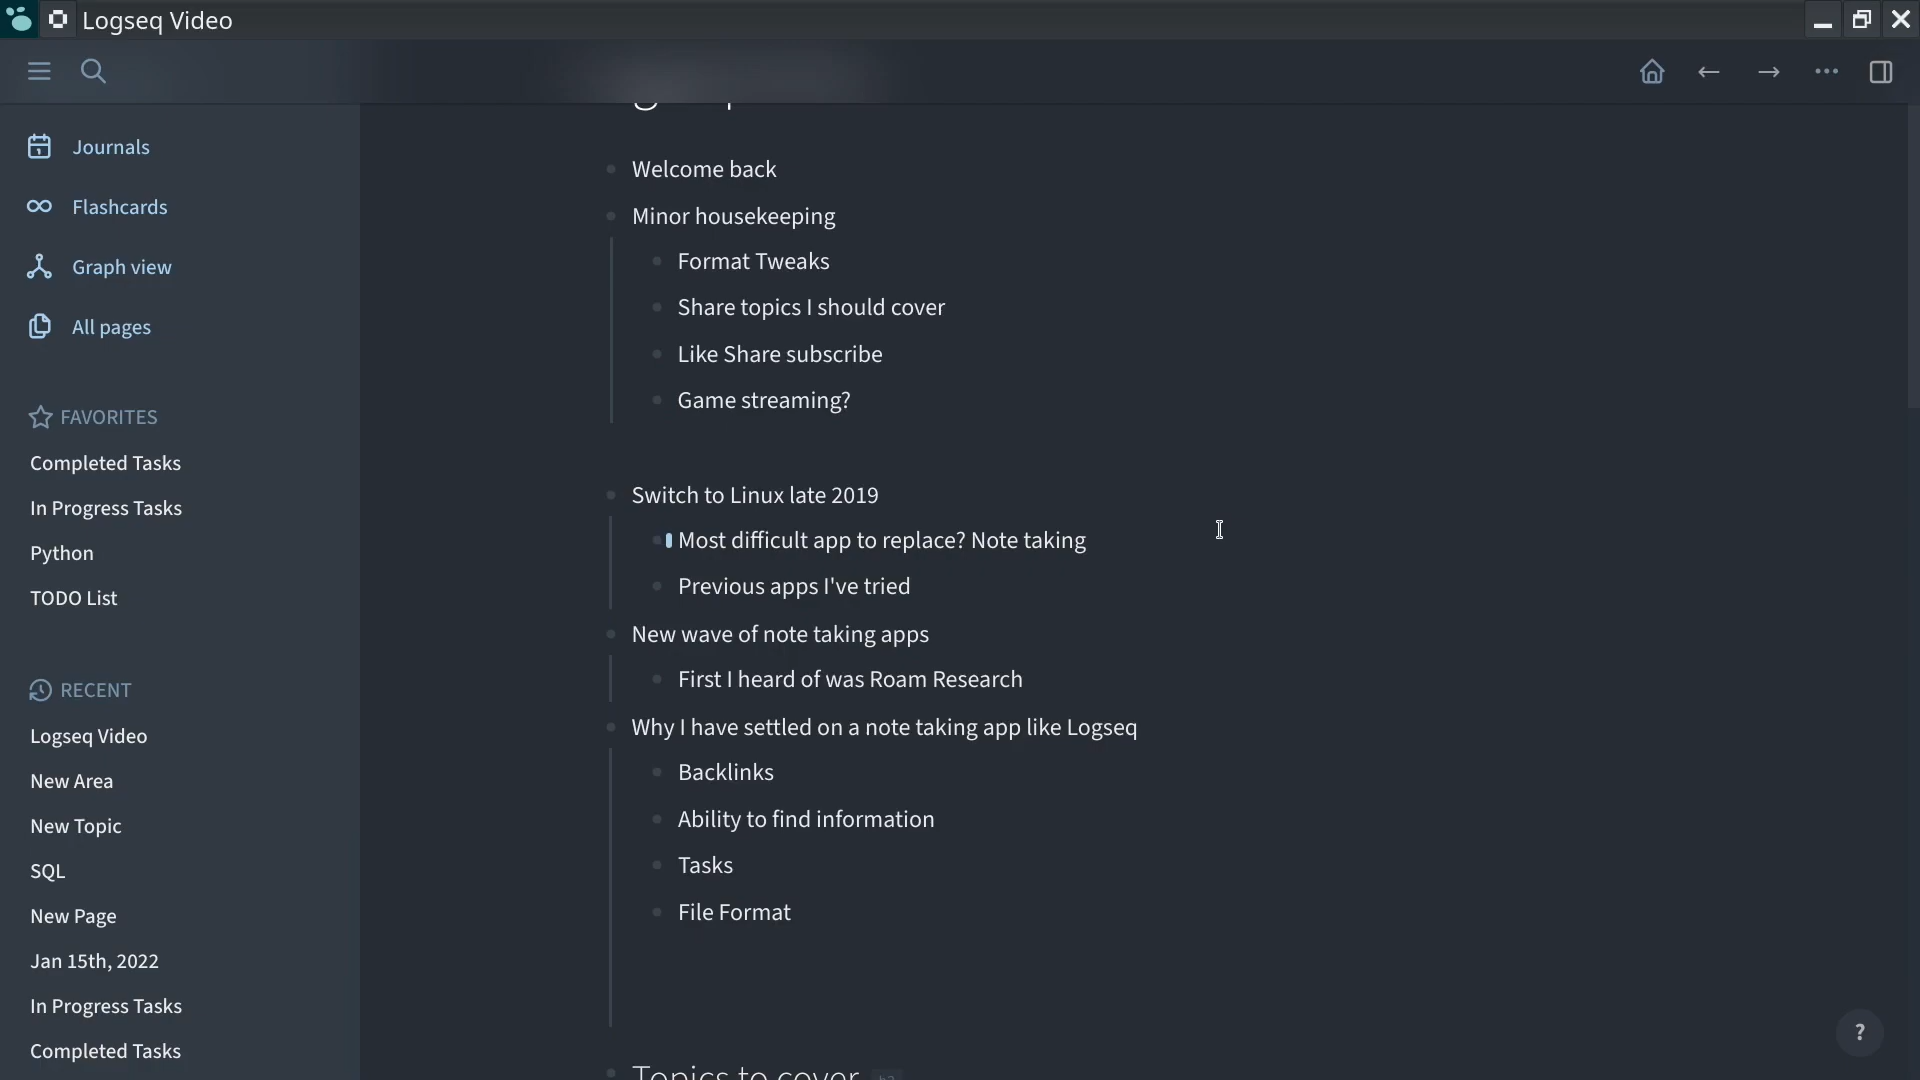 Logseq Video
Journals
Flashcards
Graph view
All pages
FAVORITES
Completed Tasks
In Progress Tasks
Python
TODO List
RECENT
Logseq Video
New Area
New Topic
SQL
New Page
Jan 15th, 2022
In Progress Tasks
Completed Tasks
Welcome back
Minor housekeeping
Format Tweaks
Share topics I should cover
Like Share subscribe
Game streaming?
Switch to Linux late 2019
Most difficult app to replace? Note taking
Previous apps I've tried
New wave of note taking apps
First I heard of was Roam Research
Why I have settled on a note taking app like Logseq
Backlinks
Ability to find information
Tasks
File Format
Topics to cover
?